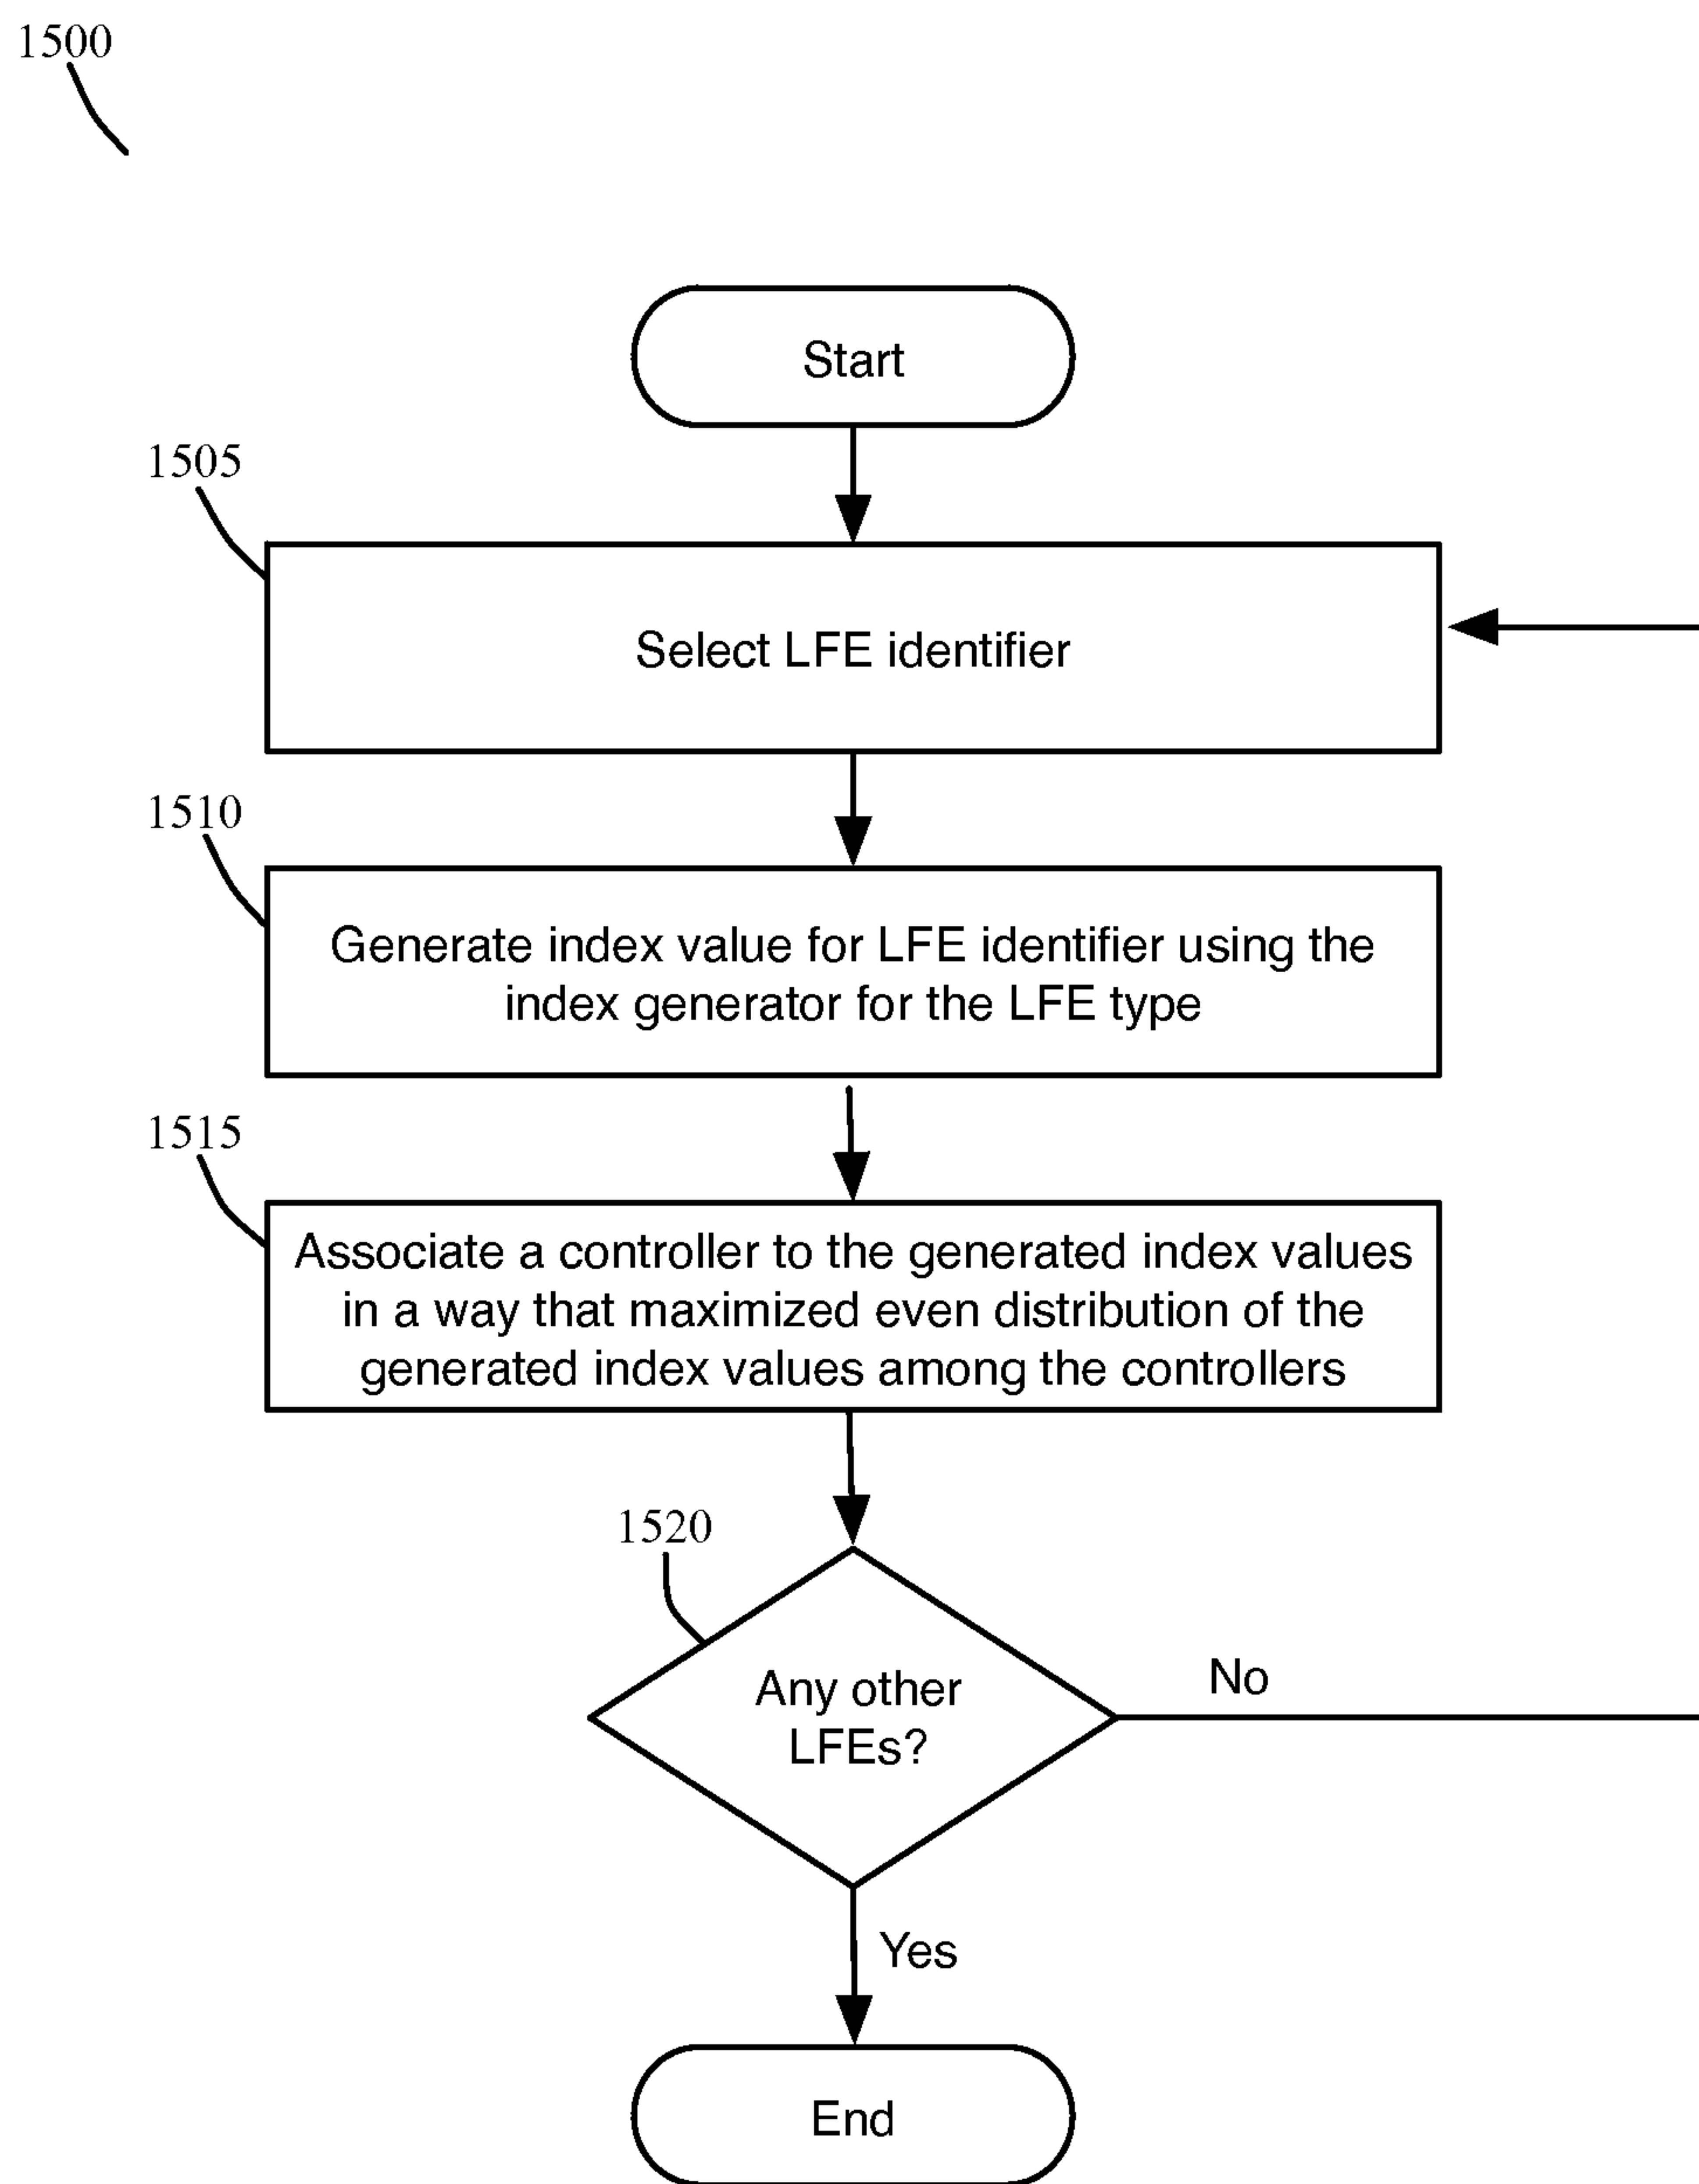 1500
Start
1505
Select LFE identifier
1510
Generate index value for LFE identifier using the
index generator for the LFE type
1515
Associate a controller to the generated index values
in a way that maximized even distribution of the
generated index values among the controllers
1520
Any other
LFEs?
No
Yes
End